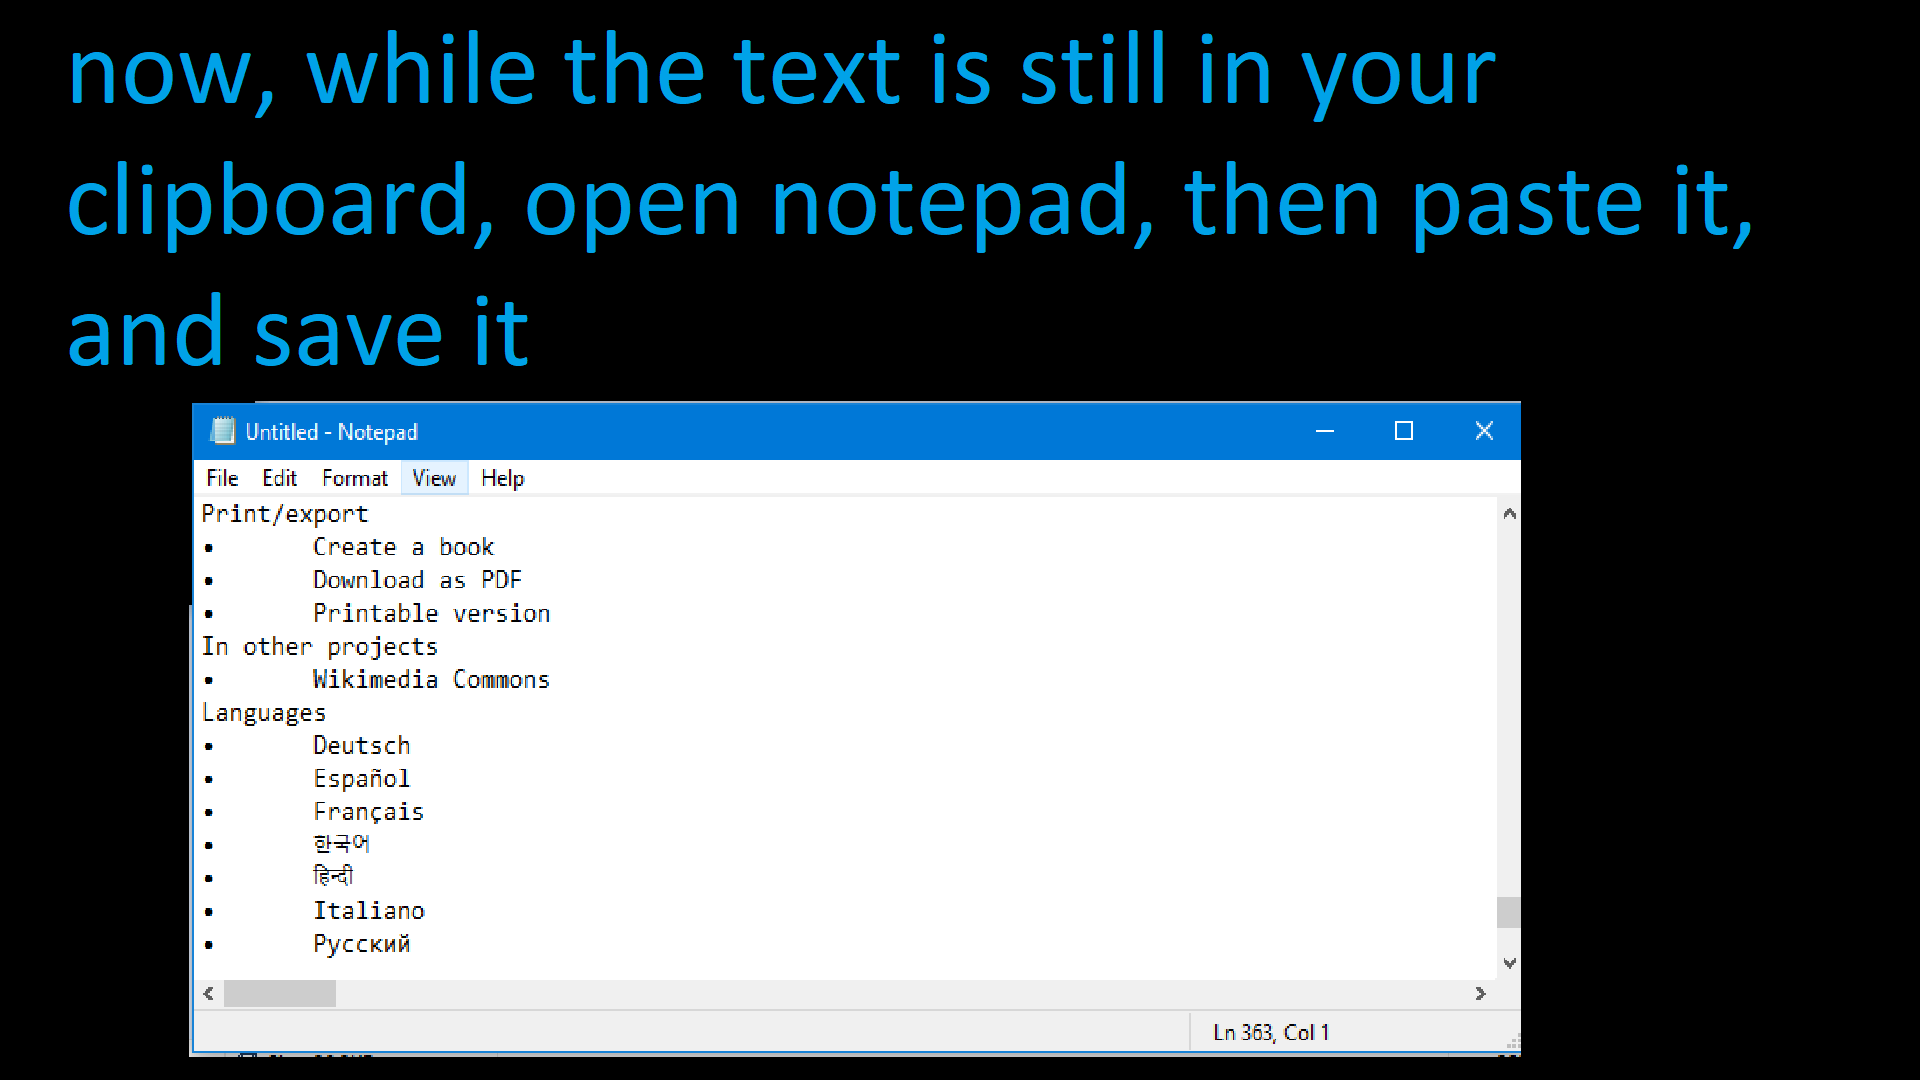 now, while the text is still in your
clipboard, open notepad, then paste it,
and save it
Untitled - Notepad
File Edit Format View Help
Print/export
• Create a book
• Download as PDF
• Printable version
In other projects
• Wikimedia Commons
Languages
• Deutsch
• Español
• Français
• 한국어
• हिन्दी
• Italiano
• Русский
Ln 363, Col 1